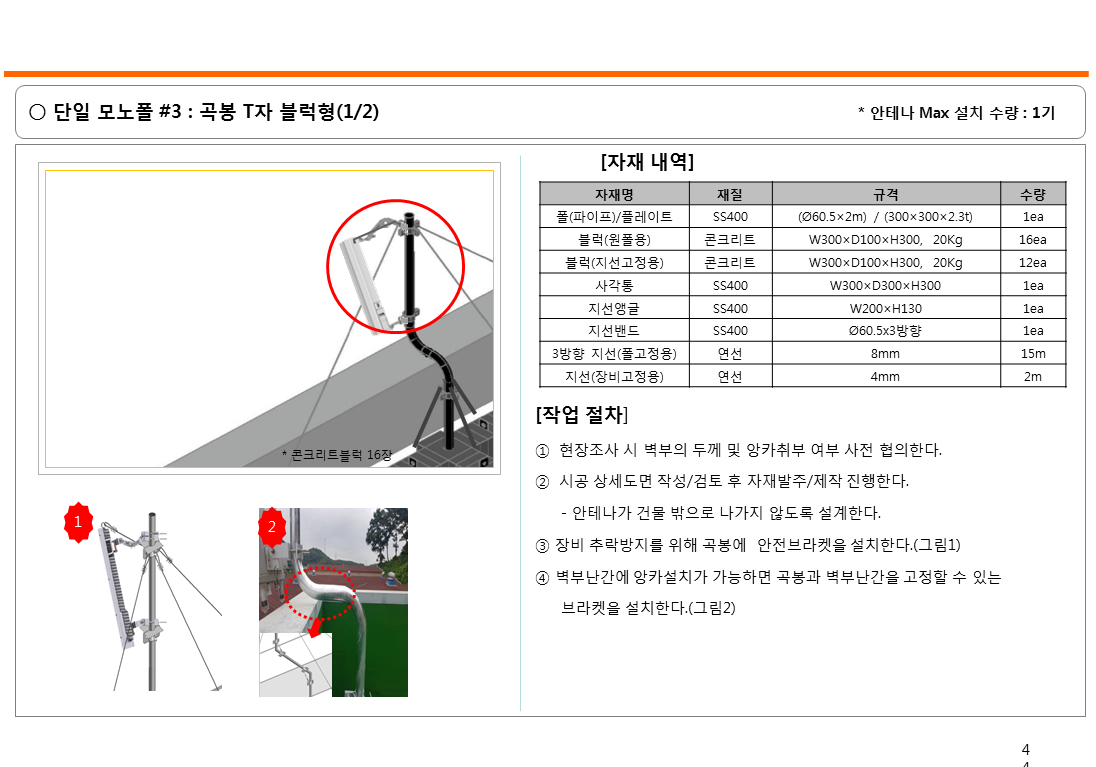 ○ 단일 모노폴 #3 : 곡봉 T자 블럭형(1/2)
* 안테나 Max 설치 수량 : 1기
* 콘크리트블럭 16장
1
2
[자재 내역]
자재명 재질 규격 수량
폴(파이프)/플레이트 SS400 (Ø60.5×2m) / (300×300×2.3t) 1ea
블럭(원폴용) 콘크리트 W300×D100×H300, 20Kg 16ea
블럭(지선고정용) 콘크리트 W300×D100×H300, 20Kg 12ea
사각통 SS400 W300×D300×H300 1ea
지선앵글 SS400 W200×H130 1ea
지선밴드 SS400 Ø60.5x3방향 1ea
3방향 지선(폴고정용) 연선 8mm 15m
지선(장비고정용) 연선 4mm 2m
[작업 절차]
① 현장조사 시 벽부의 두께 및 앙카취부 여부 사전 협의한다.
② 시공 상세도면 작성/검토 후 자재발주/제작 진행한다.
- 안테나가 건물 밖으로 나가지 않도록 설계한다.
③ 장비 추락방지를 위해 곡봉에 안전브라켓을 설치한다.(그림1)
④ 벽부난간에 앙카설치가 가능하면 곡봉과 벽부난간을 고정할 수 있는
브라켓을 설치한다.(그림2)
4
4